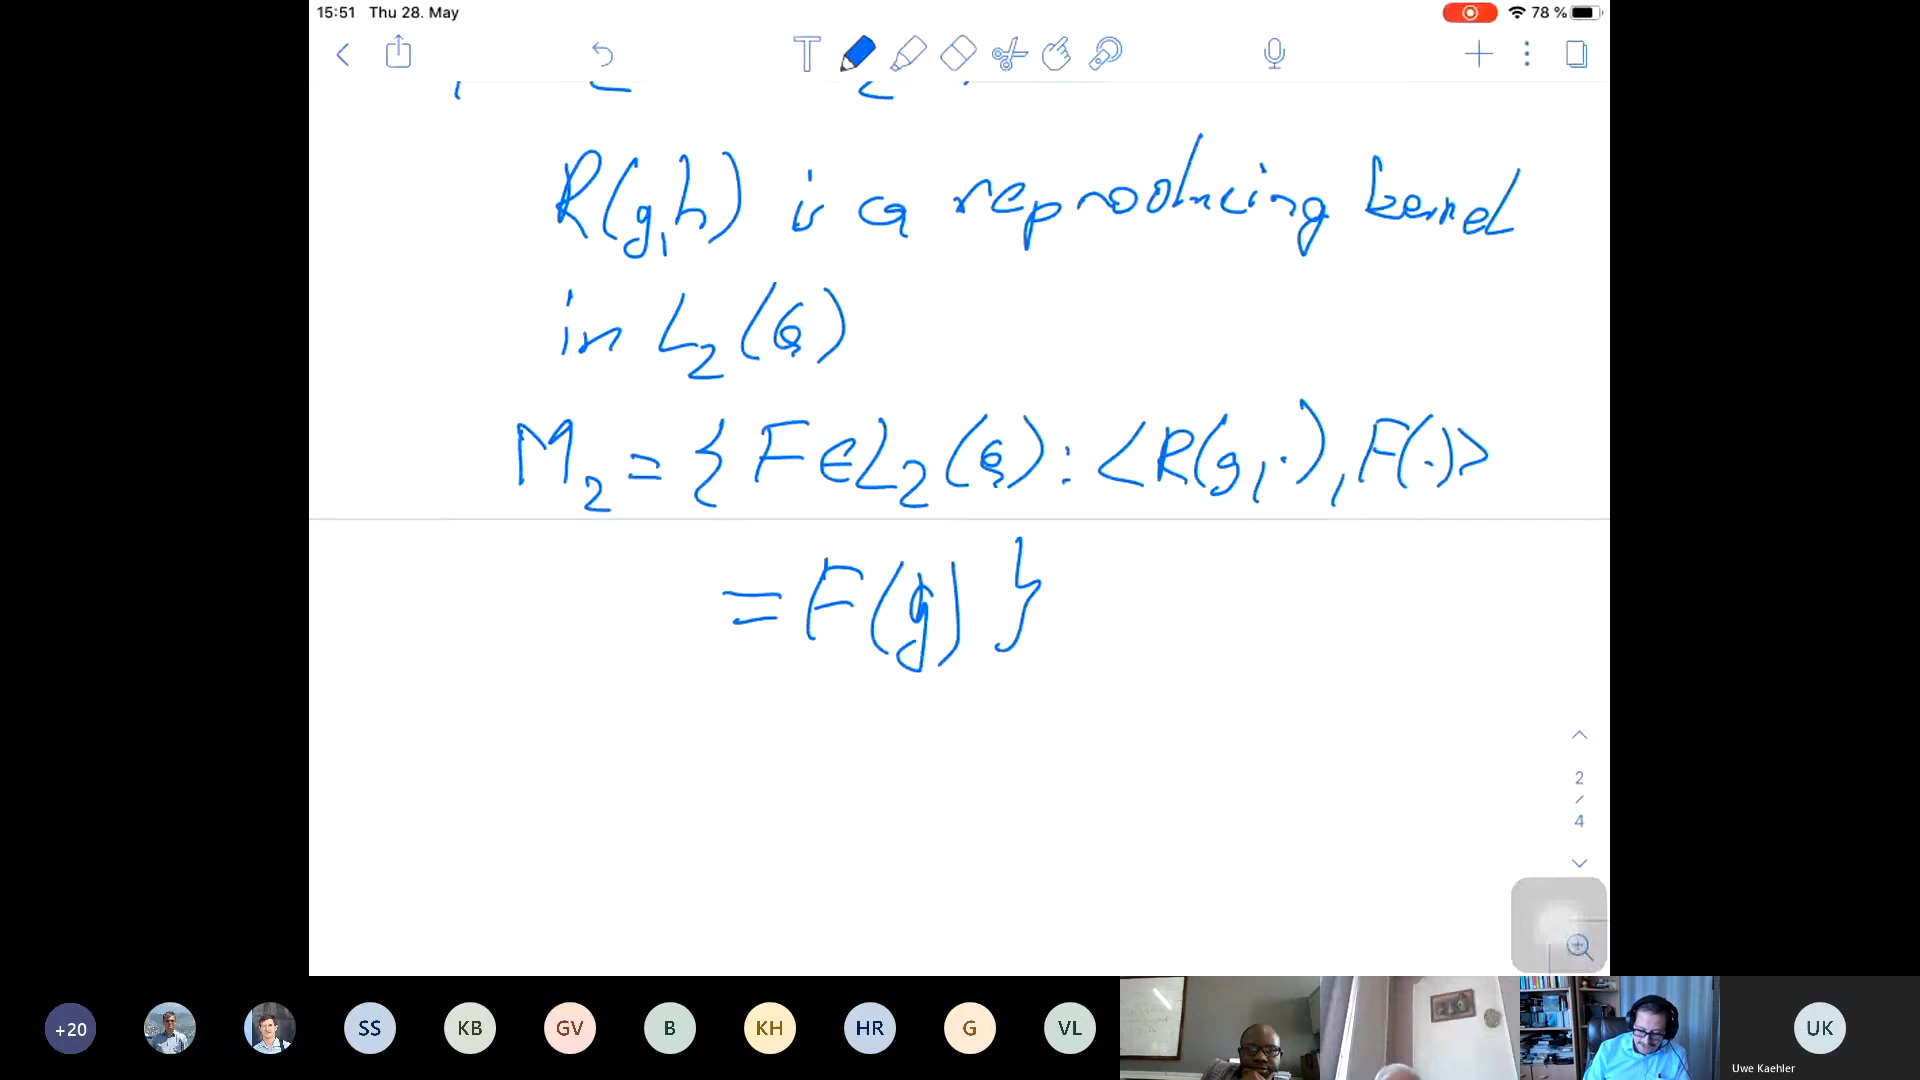 15:51 Thu 28. May 78 %
T
R(g,h) is a reproducing kernel
in L₂(G)
M₂ = { F ∈ L₂(G) : <R(g,·), F(·)>
= F(g) }
2
/
4
+20 SS KB GV B KH HR G VL UK
Uwe Kaehler